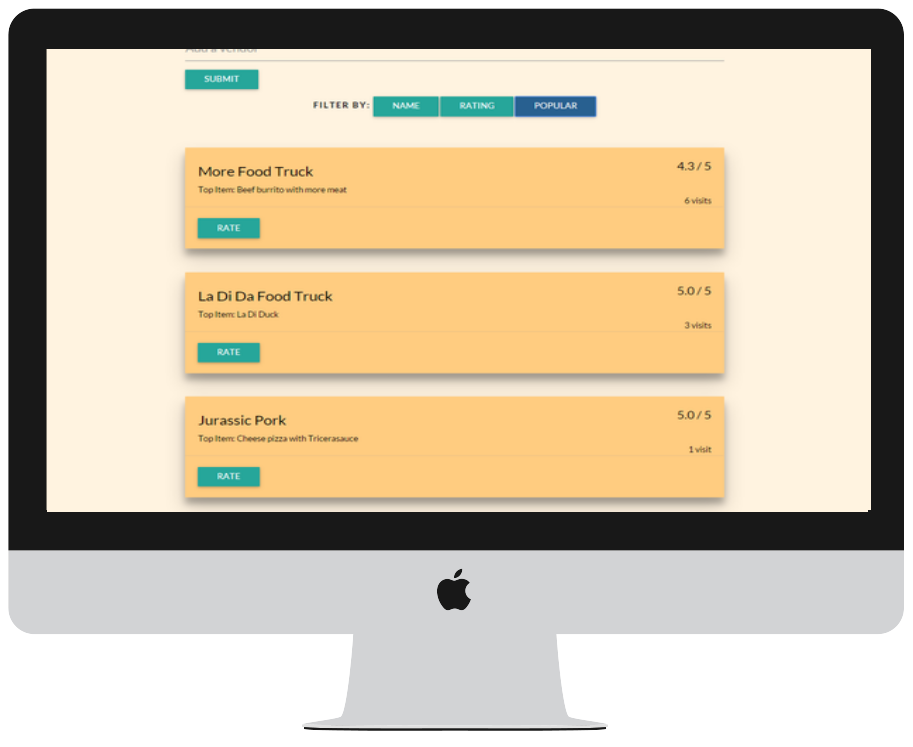 Add a vendor
SUBMIT
FILTER BY: NAME RATING POPULAR
More Food Truck 4.3 / 5
Top Item: Beef burrito with more meat
6 visits
RATE
La Di Da Food Truck 5.0 / 5
Top Item: La Di Duck
3 visits
RATE
Jurassic Pork 5.0 / 5
Top Item: Cheese pizza with Tricerasauce
1 visit
RATE